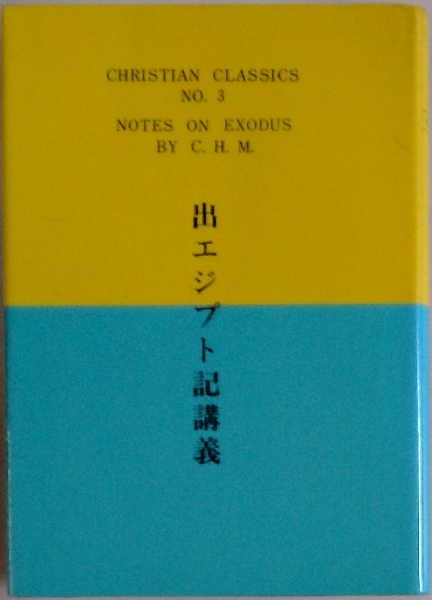 CHRISTIAN CLASSICS
NO. 3
NOTES ON EXODUS
BY C. H. M.
出エジプト記講義